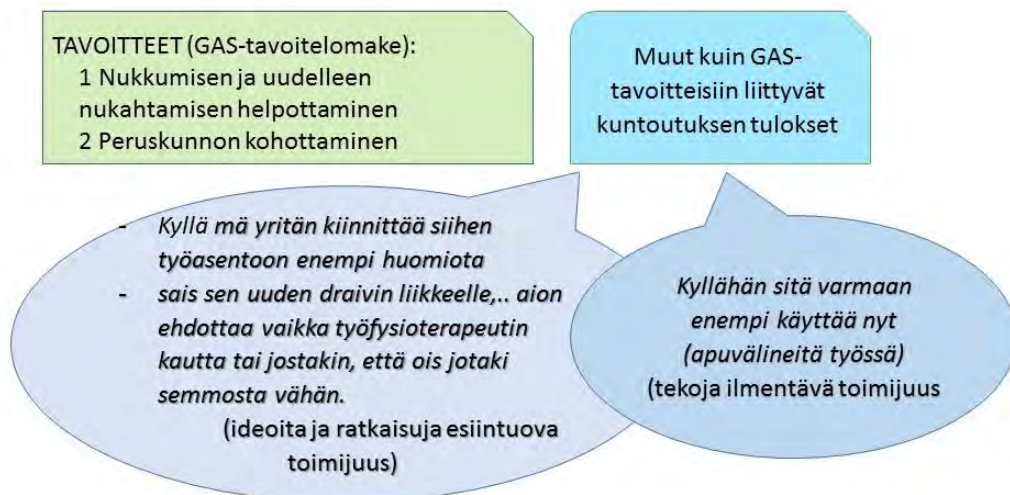 TAVOITTEET (GAS-tavoitelomake):
1 Nukkumisen ja uudelleen
nukahtamisen helpottaminen
2 Peruskunnon kohottaminen
Muut kuin GAS-
tavoitteisiin liittyvät
kuntoutuksen tulokset
- Kyllä mä yritän kiinnittää siihen
työasentoon enempi huomiota
- sais sen uuden draivin liikkeelle,.. aion
ehdottaa vaikka työfysioterapeutin
kautta tai jostakin, että ois jotaki
semmosta vähän.
(ideoita ja ratkaisuja esiintuova
toimijuus)
Kyllähän sitä varmaan
enempi käyttää nyt
(apuvälineitä työssä)
(tekoja ilmentävä toimijuus